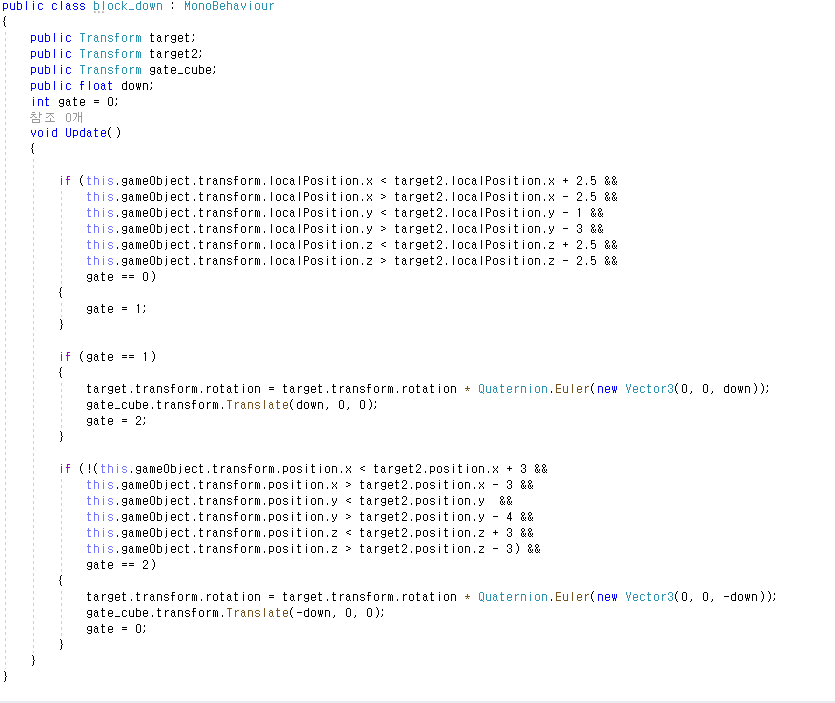 public class block_down : MonoBehaviour
{
public Transform target;
public Transform target2;
public Transform gate_cube;
public float down;
int gate = 0;
참조 0개
void Update()
{
if (this.gameObject.transform.localPosition.x < target2.localPosition.x + 2.5 &&
this.gameObject.transform.localPosition.x > target2.localPosition.x - 2.5 &&
this.gameObject.transform.localPosition.y < target2.localPosition.y - 1 &&
this.gameObject.transform.localPosition.y > target2.localPosition.y - 3 &&
this.gameObject.transform.localPosition.z < target2.localPosition.z + 2.5 &&
this.gameObject.transform.localPosition.z > target2.localPosition.z - 2.5 &&
gate == 0)
{
gate = 1;
}
if (gate == 1)
{
target.transform.rotation = target.transform.rotation * Quaternion.Euler(new Vector3(0, 0, down));
gate_cube.transform.Translate(down, 0, 0);
gate = 2;
}
if (!(this.gameObject.transform.position.x < target2.position.x + 3 &&
this.gameObject.transform.position.x > target2.position.x - 3 &&
this.gameObject.transform.position.y < target2.position.y  &&
this.gameObject.transform.position.y > target2.position.y - 4 &&
this.gameObject.transform.position.z < target2.position.z + 3 &&
this.gameObject.transform.position.z > target2.position.z - 3) &&
gate == 2)
{
target.transform.rotation = target.transform.rotation * Quaternion.Euler(new Vector3(0, 0, -down));
gate_cube.transform.Translate(-down, 0, 0);
gate = 0;
}
}
}